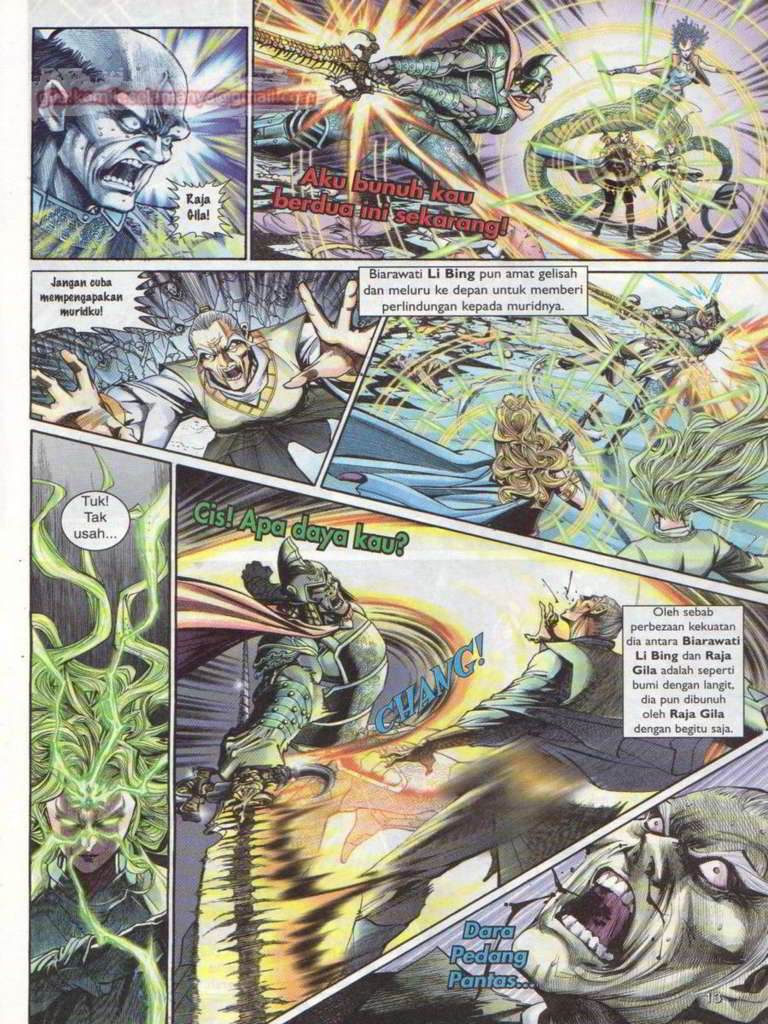 Raja
Gila!
Aku bunuh kau
berdua ini sekarang!
Jangan cuba
mempengapakan
muridku!
Biarawati Li Bing pun amat gelisah
dan meluru ke depan untuk memberi
perlindungan kepada muridnya.
Tuk!
Tak
usah...
Cis! Apa daya kau?
CHANG!
Oleh sebab
perbezaan kekuatan
dia antara Biarawati
Li Bing dan Raja
Gila adalah seperti
bumi dengan langit,
dia pun dibunuh
oleh Raja Gila
dengan begitu saja.
Dara
Pedang
Pantas...
13